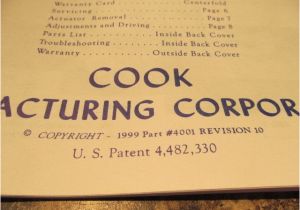 Warranty Card ........... Centerfold
Servicing ........... Page 6
Actuator Removal ........... Page 7
Adjustments and Driving ........... Page 8
Parts List ........... Inside Back Cover
Troubleshooting ........... Inside Back Cover
Warranty ........... Outside Back Cover
COOK
ACTURING CORPOR
© COPYRIGHT - 1999 Part #4001 REVISION 10
U. S. Patent 4,482,330